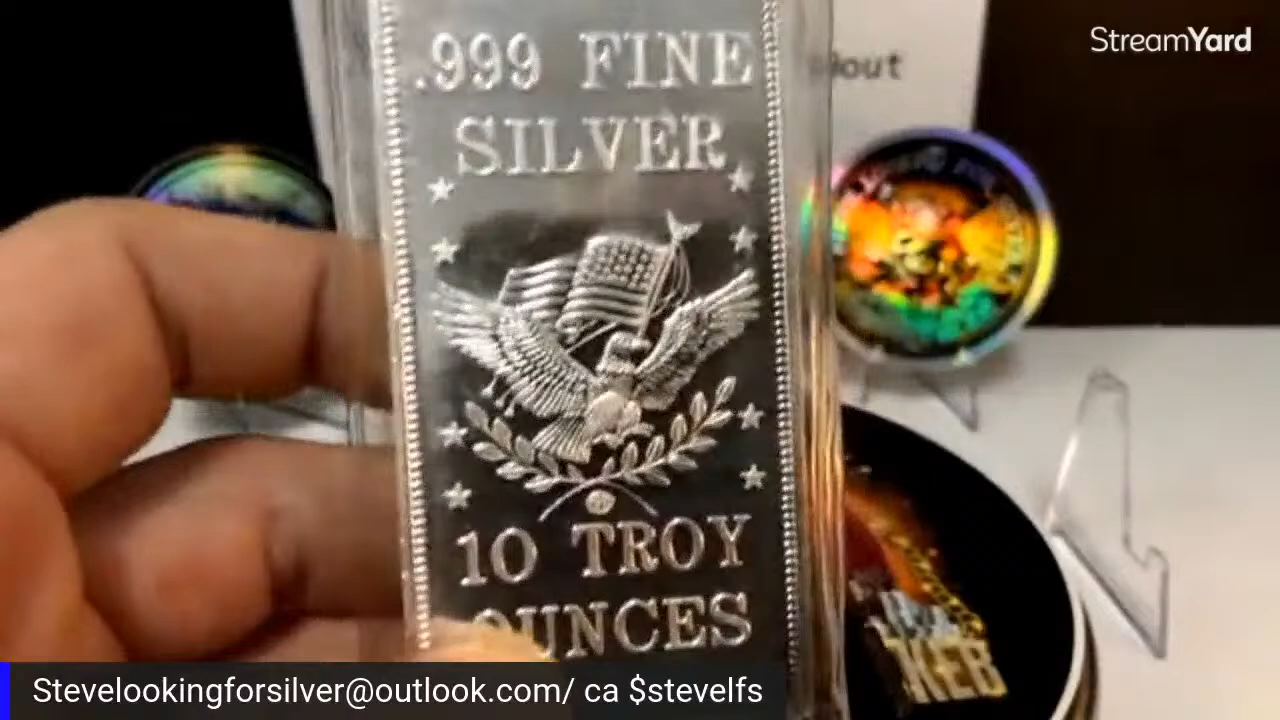 StreamYard
.999 FINE
SILVER
10 TROY
OUNCES
Stevelookingforsilver@outlook.com/ ca $stevelfs